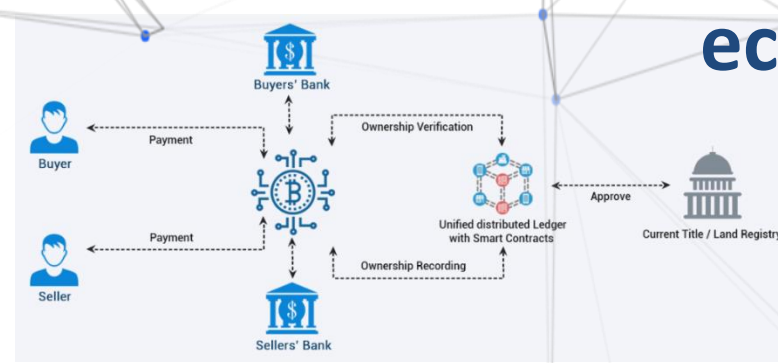 ec
Buyers' Bank
Ownership Verification
Payment
Buyer
Approve
Unified distributed Ledger
with Smart Contracts
Current Title / Land Registry
Payment
Ownership Recording
Seller
Sellers' Bank